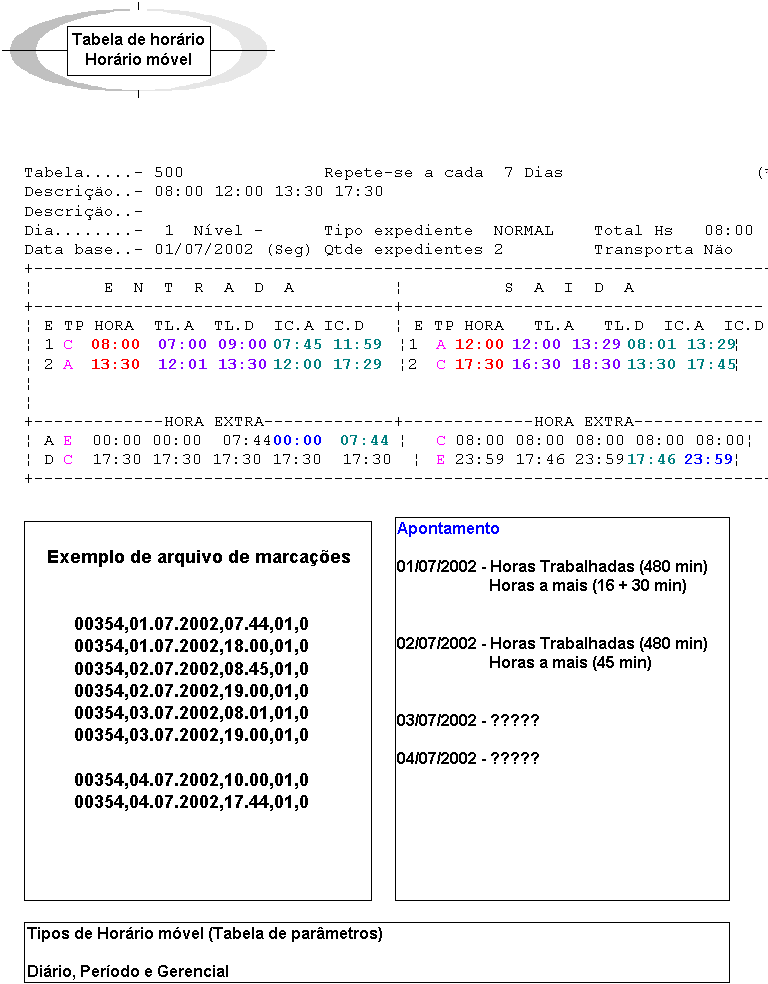 Tabela de horário
Horário móvel
Tabela.....- 500 Repete-se a cada 7 Dias (*
Descrição..- 08:00 12:00 13:30 17:30
Descrição..-
Dia........- 1 Nível - Tipo expediente NORMAL Total Hs 08:00
Data base..- 01/07/2002 (Seg) Qtde expedientes 2 Transporta Não
+-------------------------------------+-------------------------------------
¦ E N T R A D A ¦ S A I D A
+-------------------------------------+-------------------------------------
¦ E TP HORA TL.A TL.D IC.A IC.D ¦ E TP HORA TL.A TL.D IC.A IC.D
¦ 1 C 08:00 07:00 09:00 07:45 11:59 ¦1 A 12:00 12:00 13:29 08:01 13:29¦
¦ 2 A 13:30 12:01 13:30 12:00 17:29 ¦2 C 17:30 16:30 18:30 13:30 17:45¦
¦
¦
+-------------HORA EXTRA-------------+-------------HORA EXTRA-------------
¦ A E 00:00 00:00 07:44 00:00 07:44 ¦ C 08:00 08:00 08:00 08:00 08:00¦
¦ D C 17:30 17:30 17:30 17:30 17:30 ¦ E 23:59 17:46 23:59 17:46 23:59¦
+--------------------------------------------------------------------------
Exemplo de arquivo de marcações
00354,01.07.2002,07.44,01,0
00354,01.07.2002,18.00,01,0
00354,02.07.2002,08.45,01,0
00354,02.07.2002,19.00,01,0
00354,03.07.2002,08.01,01,0
00354,03.07.2002,19.00,01,0
00354,04.07.2002,10.00,01,0
00354,04.07.2002,17.44,01,0
Apontamento
01/07/2002 - Horas Trabalhadas (480 min)
Horas a mais (16 + 30 min)
02/07/2002 - Horas Trabalhadas (480 min)
Horas a mais (45 min)
03/07/2002 - ?????
04/07/2002 - ?????
Tipos de Horário móvel (Tabela de parâmetros)
Diário, Período e Gerencial